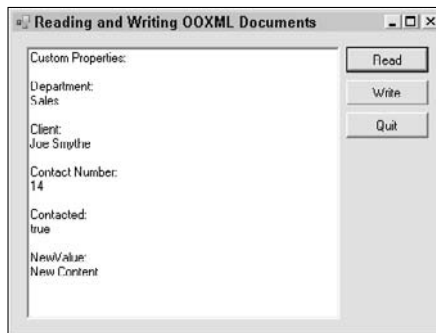 Reading and Writing OOXML Documents
Custom Properties:
Department:
Sales
Client:
Joe Smythe
Contact Number:
14
Contacted:
true
NewValue:
New Content
Read
Write
Quit